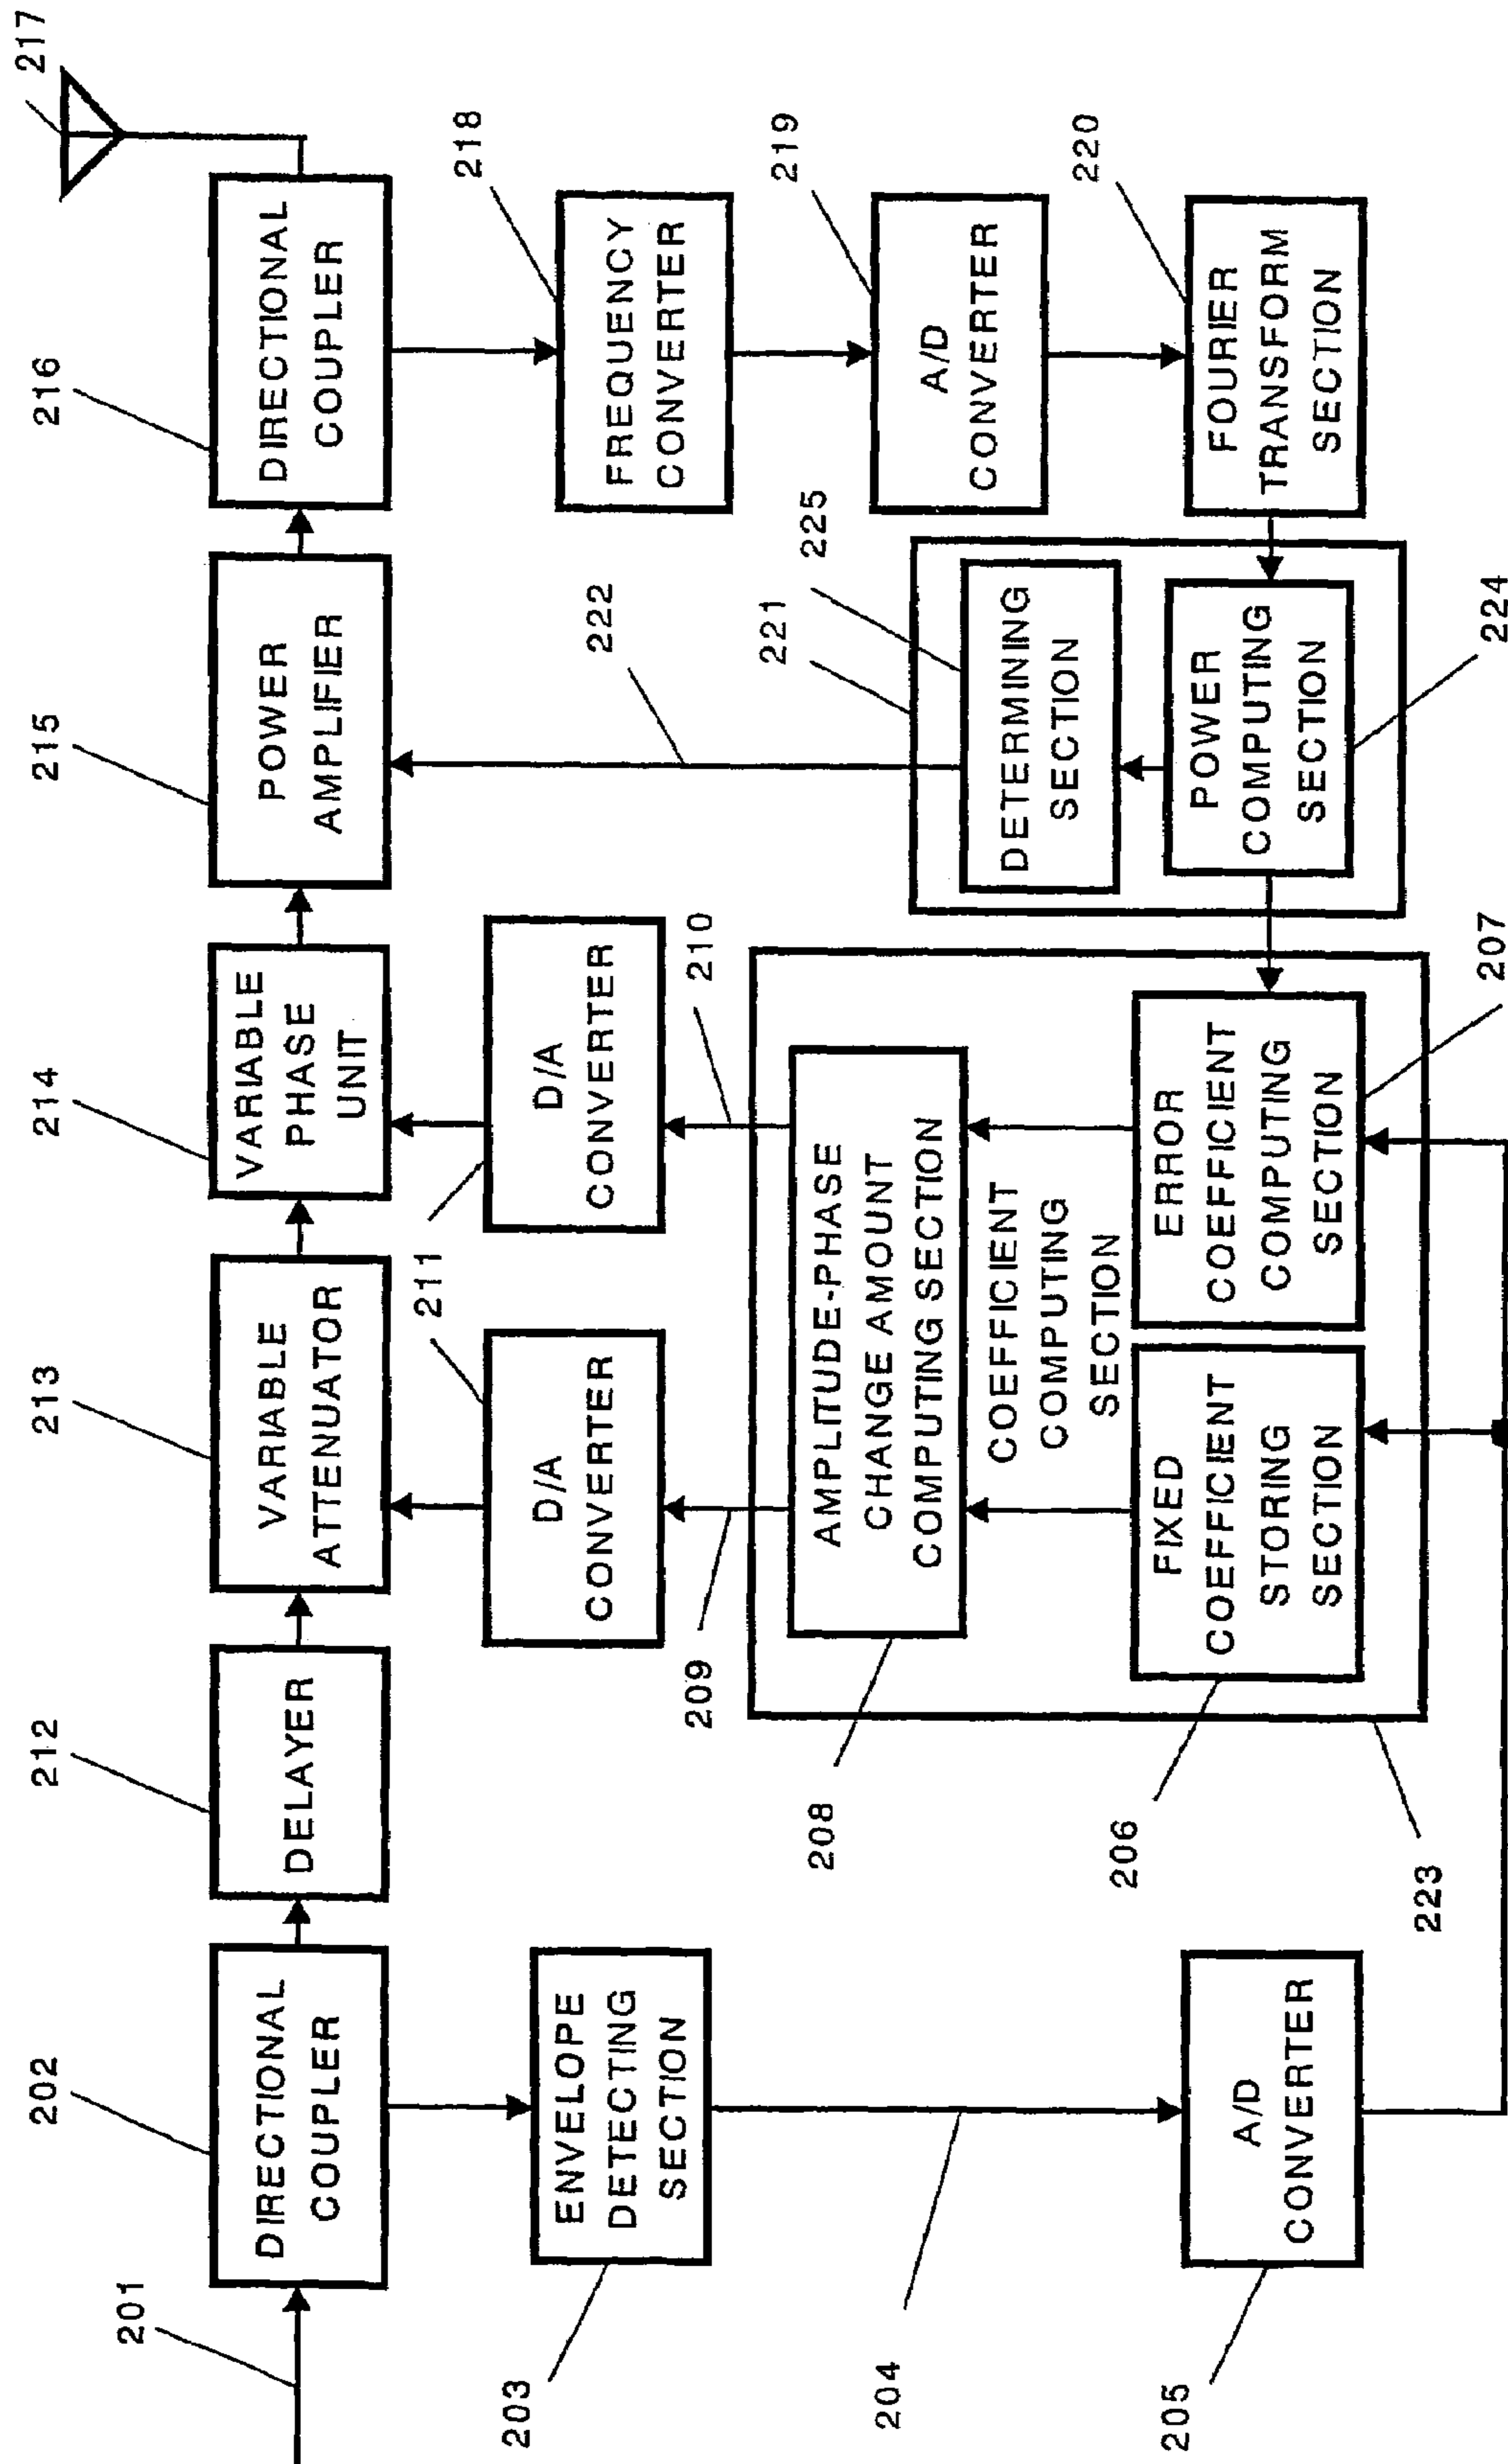 201
202
212
213
214
215
216
217
DIRECTIONAL
COUPLER
DELAYER
VARIABLE
ATTENUATOR
VARIABLE
PHASE
UNIT
POWER
AMPLIFIER
DIRECTIONAL
COUPLER
203
ENVELOPE
DETECTING
SECTION
211
D/A
CONVERTER
D/A
CONVERTER
222
218
FREQUENCY
CONVERTER
204
209
210
221
225
219
A/D
CONVERTER
208
AMPLITUDE-PHASE
CHANGE AMOUNT
COMPUTING SECTION
COEFFICIENT
COMPUTING
SECTION
DETERMINING
SECTION
220
205
A/D
CONVERTER
206
FIXED
COEFFICIENT
STORING
SECTION
ERROR
COEFFICIENT
COMPUTING
SECTION
207
POWER
COMPUTING
SECTION
224
FOURIER
TRANSFORM
SECTION
223